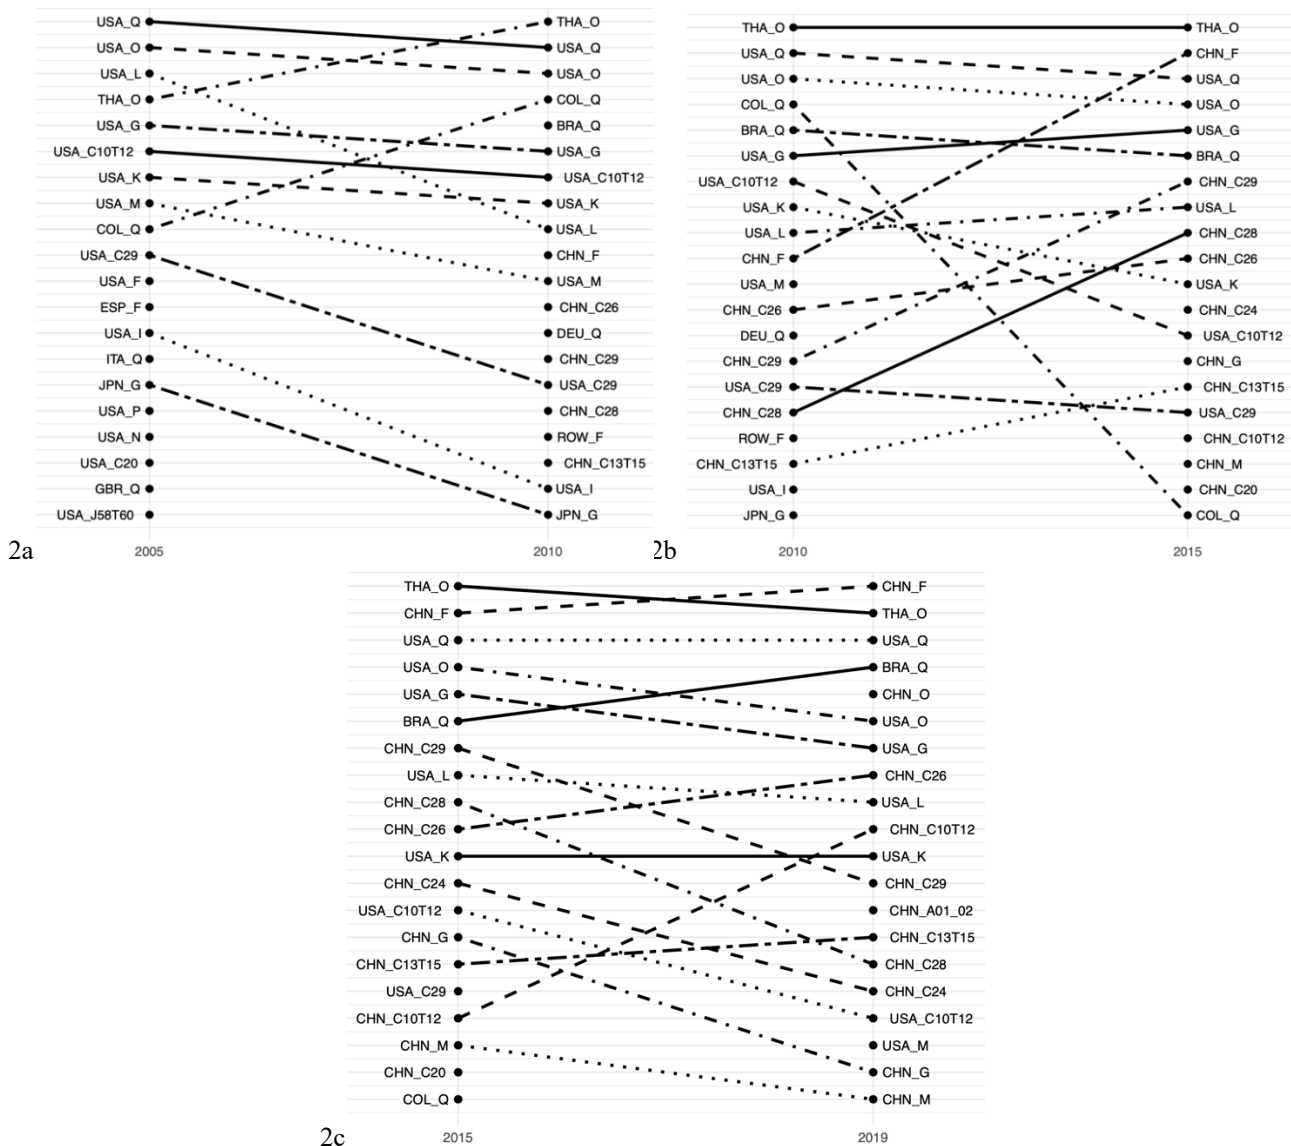 USA_Q THA_O
USA_O USA_Q
USA_L USA_O
THA_O COL_Q
USA_G BRA_Q
USA_C10T12 USA_G
USA_K USA_C10T12
USA_M USA_K
COL_Q USA_L
USA_C29 CHN_F
USA_F USA_M
ESP_F CHN_C26
USA_I DEU_Q
ITA_Q CHN_C29
JPN_G USA_C29
USA_P CHN_C28
USA_N ROW_F
USA_C20 CHN_C13T15
GBR_Q USA_I
USA_J58T60 JPN_G
2a 2005 2010
THA_O THA_O
USA_Q CHN_F
USA_O USA_Q
COL_Q USA_O
BRA_Q USA_G
USA_G BRA_Q
USA_C10T12 CHN_C29
USA_K USA_L
USA_L CHN_C28
CHN_F CHN_C26
USA_M USA_K
CHN_C26 CHN_C24
DEU_Q USA_C10T12
CHN_C29 CHN_G
USA_C29 CHN_C13T15
CHN_C28 USA_C29
ROW_F CHN_C10T12
CHN_C13T15 CHN_M
USA_I CHN_C20
JPN_G COL_Q
2b 2010 2015
THA_O CHN_F
CHN_F THA_O
USA_Q USA_Q
USA_O BRA_Q
USA_G CHN_O
BRA_Q USA_O
CHN_C29 USA_G
USA_L CHN_C26
CHN_C28 USA_L
CHN_C26 CHN_C10T12
USA_K USA_K
CHN_C24 CHN_C29
USA_C10T12 CHN_A01_02
CHN_G CHN_C13T15
CHN_C13T15 CHN_C28
USA_C29 CHN_C24
CHN_C10T12 USA_C10T12
CHN_M USA_M
CHN_C20 CHN_G
COL_Q CHN_M
2c 2015 2019